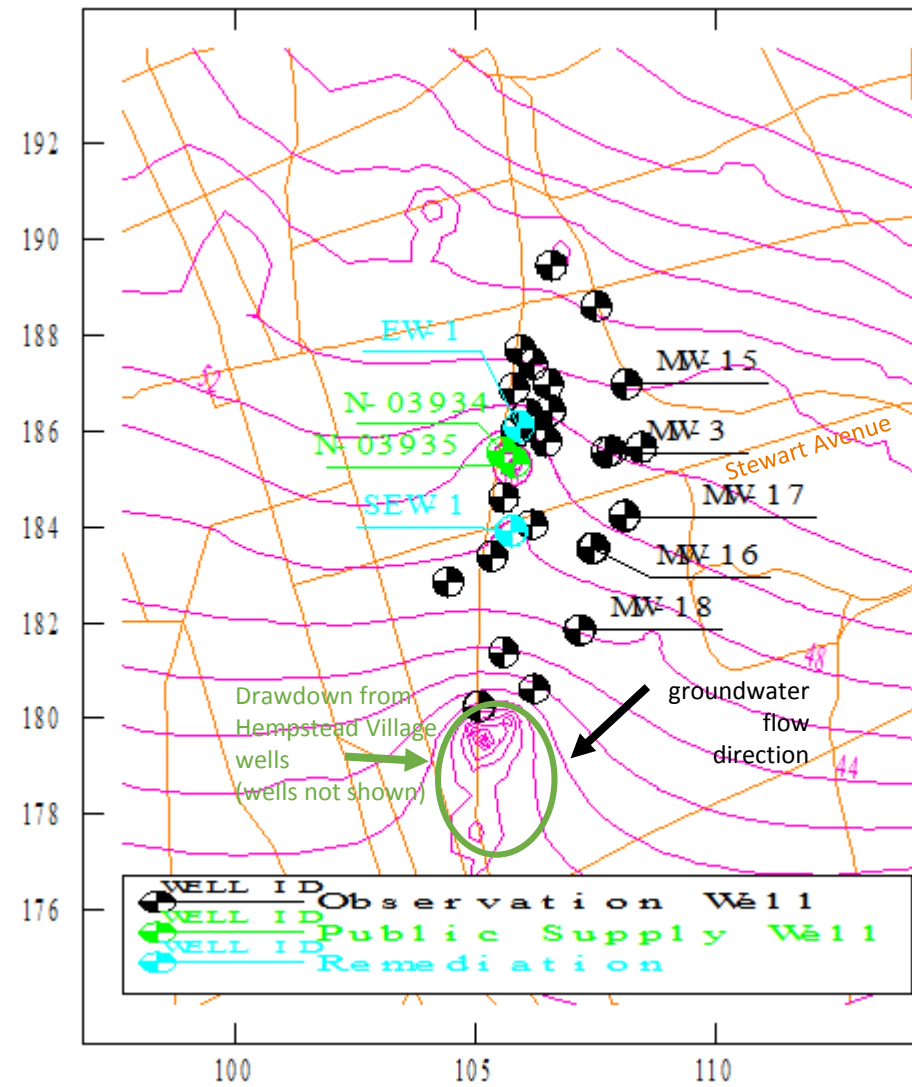 192
190
188
186
184
182
180
178
176
52
EW-1
N-03934
N-03935
SEW-1
MW-15
MW-3
Stewart Avenue
MW-17
MW-16
MW-18
48
44
Drawdown from
Hempstead Village
wells
(wells not shown)
groundwater
flow
direction
WELL ID Observation Well
WELL ID Public Supply Well
WELL ID Remediation
100 105 110